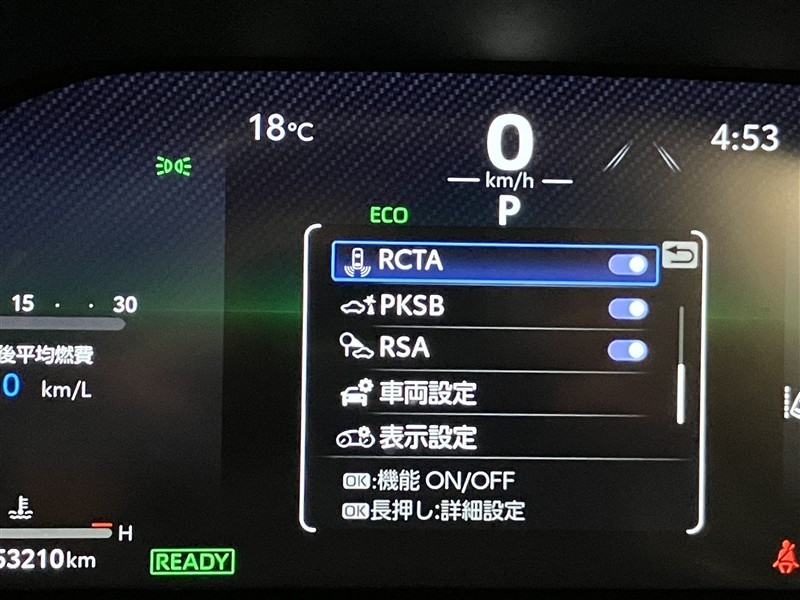 18℃
0
km/h
4:53
P
ECO
RCTA
PKSB
RSA
車両設定
表示設定
OK:機能 ON/OFF
OK長押し:詳細設定
15 · · 30
後平均燃費
0 km/L
H
53210km
READY